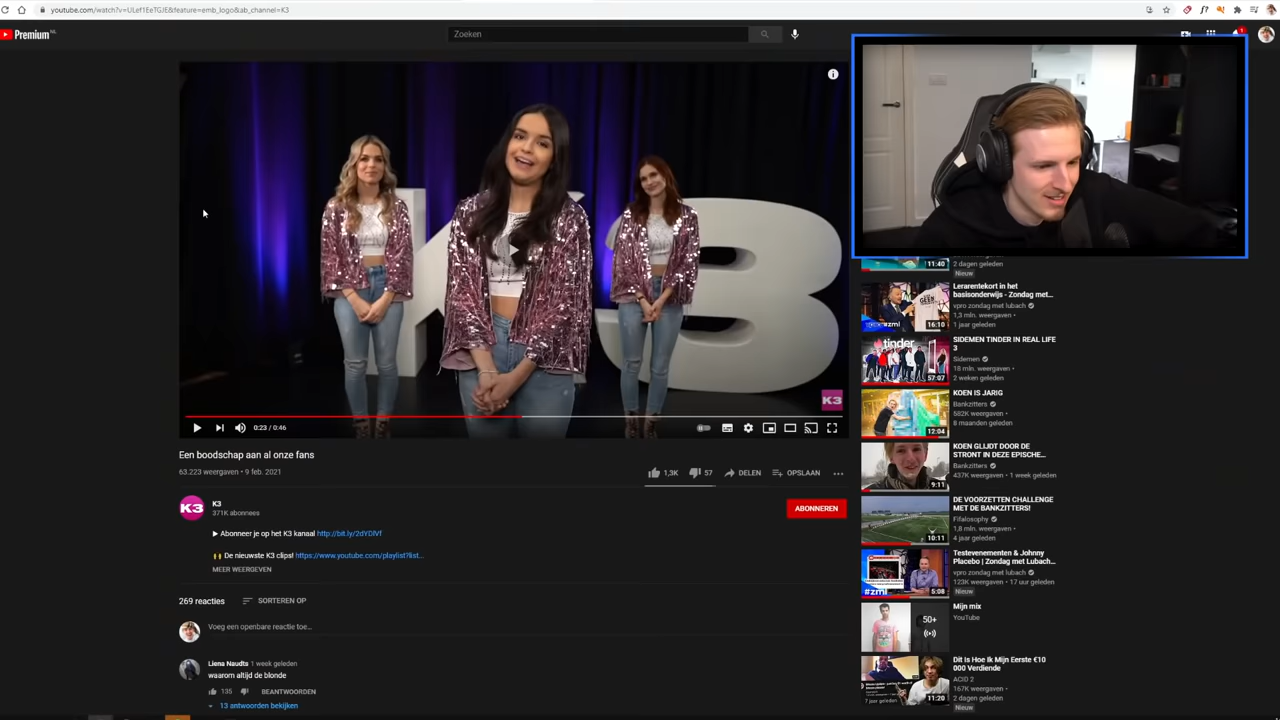 youtube.com/watch?v=ULef1EeTGJE&feature=emb_logo&ab_channel=K3
Premium NL
Zoeken
1
K3
0:23 / 0:46
Een boodschap aan al onze fans
63.223 weergaven • 9 feb. 2021
1,3K
57
DELEN
OPSLAAN
K3
K3
371K abonnees
ABONNEREN
▶ Abonneer je op het K3 kanaal http://bit.ly/2dYDlVf
🙌 De nieuwste K3 clips! https://www.youtube.com/playlist?list...
MEER WEERGEVEN
269 reacties
SORTEREN OP
Voeg een openbare reactie toe...
Liena Naudts 1 week geleden
waarom altijd de blonde
135
BEANTWOORDEN
13 antwoorden bekijken
11:40
2 dagen geleden
Nieuw
16:10
Lerarentekort in het
basisonderwijs - Zondag met...
vpro zondag met lubach
1,3 mln. weergaven •
1 jaar geleden
tinder
57:07
SIDEMEN TINDER IN REAL LIFE
3
Sidemen
18 mln. weergaven •
2 weken geleden
12:04
KOEN IS JARIG
Bankzitters
582K weergaven •
8 maanden geleden
9:11
KOEN GLIJDT DOOR DE
STRONT IN DEZE EPISCHE...
Bankzitters
437K weergaven • 1 week geleden
10:11
DE VOORZETTEN CHALLENGE
MET DE BANKZITTERS!
Fifalosophy
1,8 mln. weergaven •
4 jaar geleden
#zml
5:08
Testevenementen & Johnny
Placebo | Zondag met Lubach...
vpro zondag met lubach
123K weergaven • 17 uur geleden
Nieuw
50+
Mijn mix
YouTube
7 jaar geleden
11:20
Dit Is Hoe Ik Mijn Eerste €10
000 Verdiende
ACID 2
167K weergaven •
2 dagen geleden
Nieuw